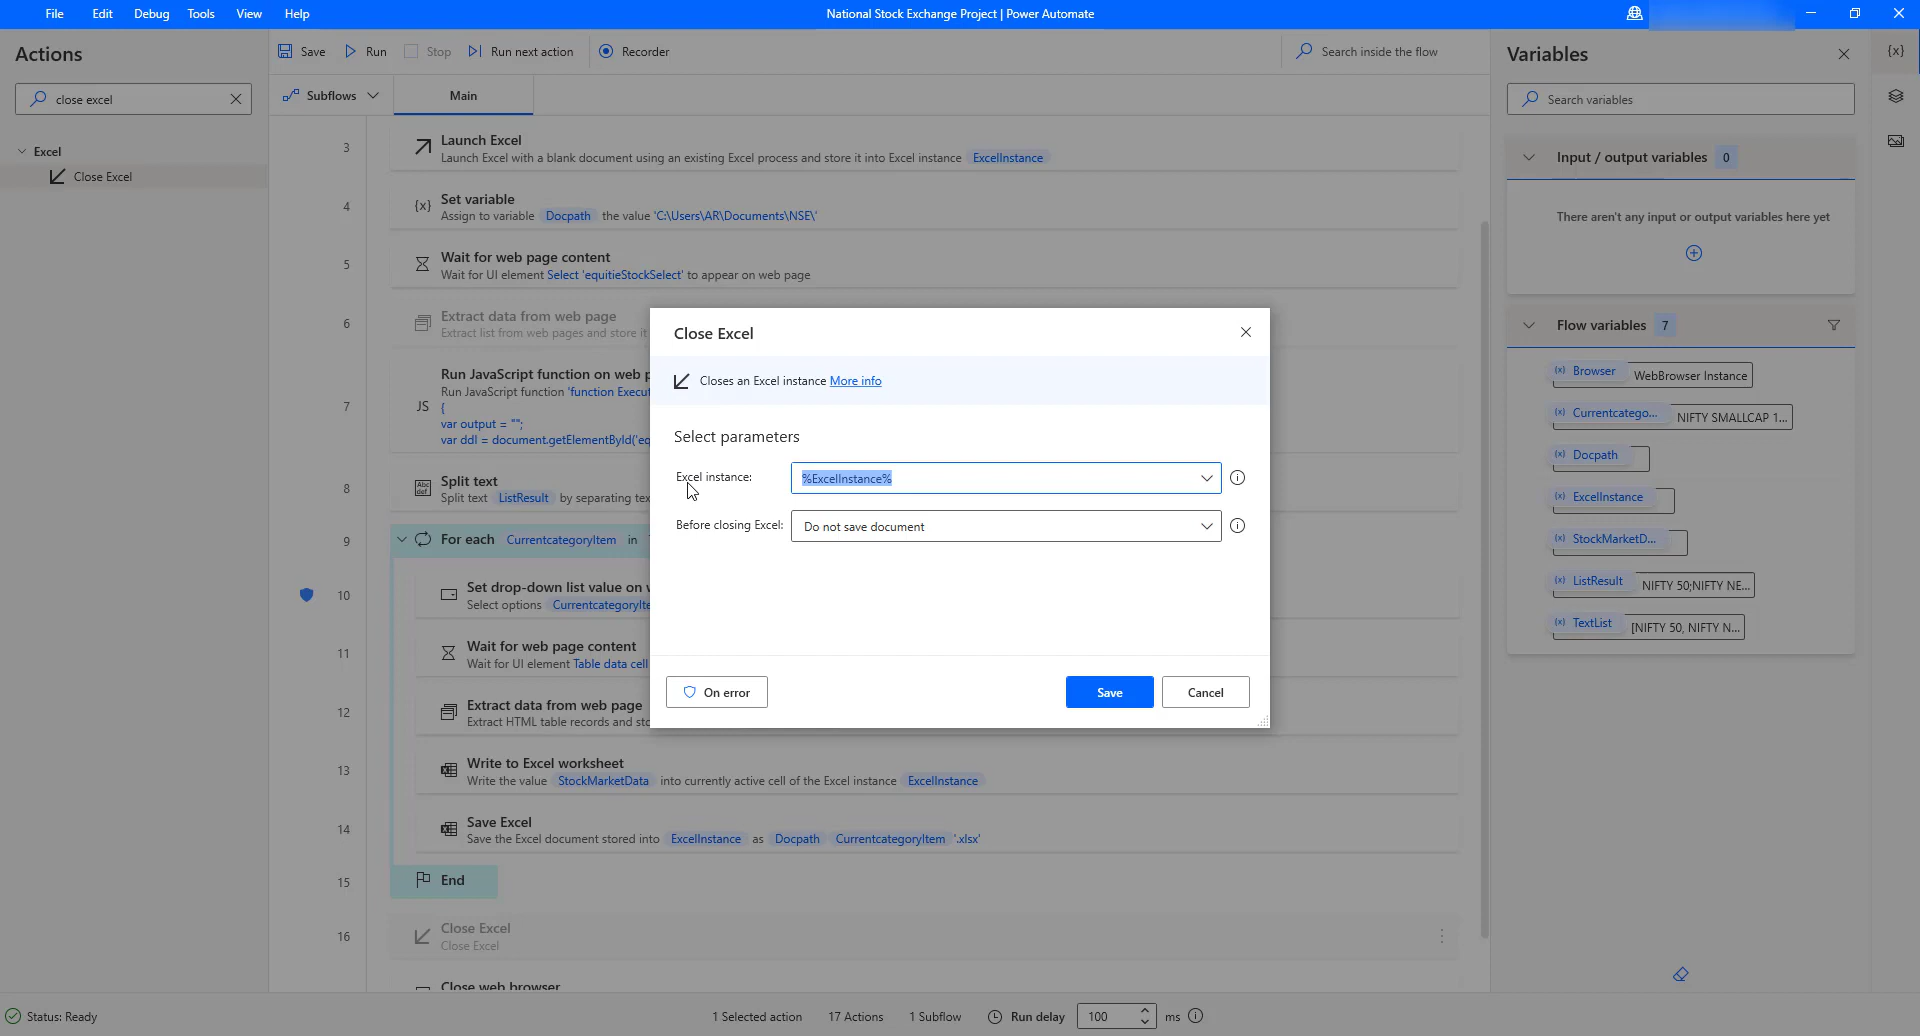 File Edit Debug Tools View Help
National Stock Exchange Project | Power Automate
Actions
close excel
Excel
Close Excel
Save Run Stop Run next action Recorder
Search inside the flow
Subflows Main
3 Launch Excel
Launch Excel with a blank document using an existing Excel process and store it into Excel instance ExcelInstance
4 {x} Set variable
Assign to variable Docpath the value 'C:\Users\AR\Documents\NSE\'
5 Wait for web page content
Wait for UI element Select 'equitieStockSelect' to appear on web page
6 Extract data from web page
Extract list from web pages and store it
7 JS Run JavaScript function on web p
Run JavaScript function 'function Execut
{
var output = "";
var ddl = document.getElementById('eq
8 Abc def Split text
Split text ListResult by separating tex
9 For each CurrentcategoryItem in
10 Set drop-down list value on w
Select options CurrentcategoryIte
11 Wait for web page content
Wait for UI element Table data cell
12 Extract data from web page
Extract HTML table records and sto
13 Write to Excel worksheet
Write the value StockMarketData into currently active cell of the Excel instance ExcelInstance
14 Save Excel
Save the Excel document stored into ExcelInstance as Docpath CurrentcategoryItem '.xlsx'
15 End
16 Close Excel
Close Excel
Close web browser
Close Excel
Closes an Excel instance More info
Select parameters
Excel instance: %ExcelInstance%
Before closing Excel: Do not save document
On error Save Cancel
Variables
{x}
Search variables
Input / output variables 0
There aren't any input or output variables here yet
Flow variables 7
(x) Browser WebBrowser Instance
(x) Currentcatego... NIFTY SMALLCAP 1...
(x) Docpath
(x) ExcelInstance
(x) StockMarketD...
(x) ListResult NIFTY 50;NIFTY NE...
(x) TextList [NIFTY 50, NIFTY N...
Status: Ready
1 Selected action 17 Actions 1 Subflow Run delay 100 ms